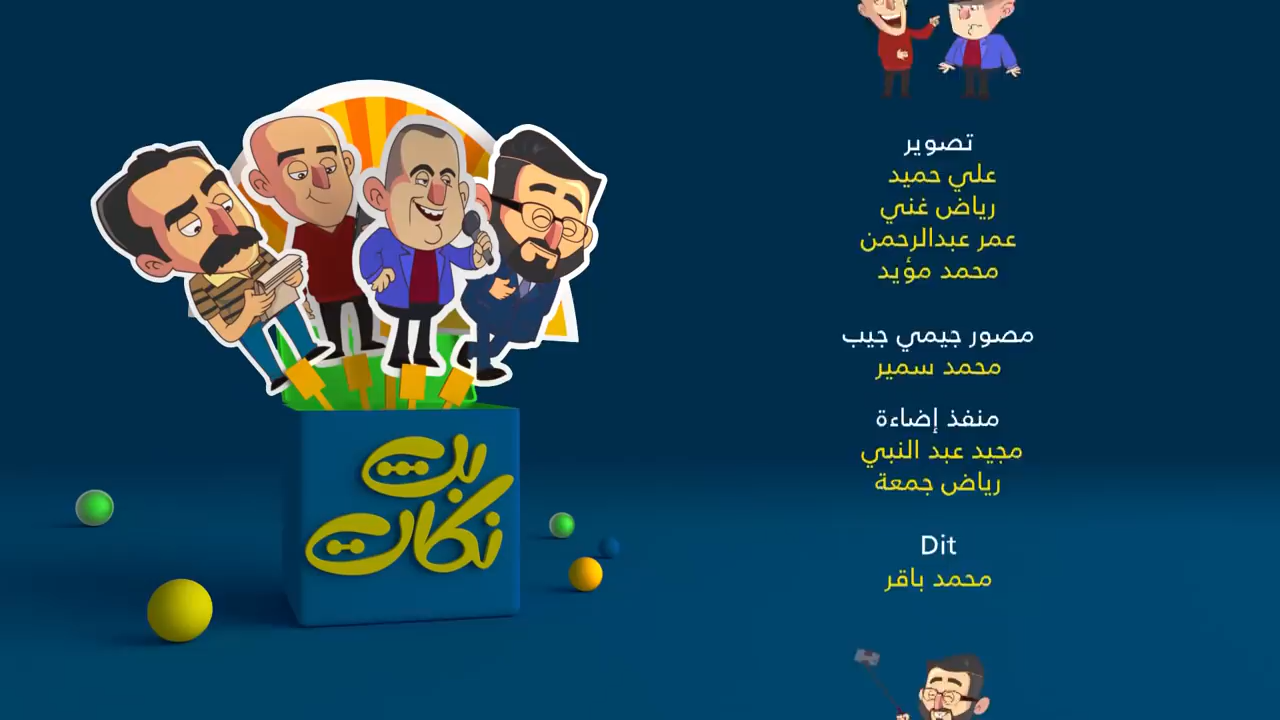 بث
نكات
تصوير
علي حميد
رياض غني
عمر عبدالرحمن
محمد مؤيد
مصور جيمي جيب
محمد سمير
منفذ إضاءة
مجيد عبد النبي
رياض جمعة
Dit
محمد باقر